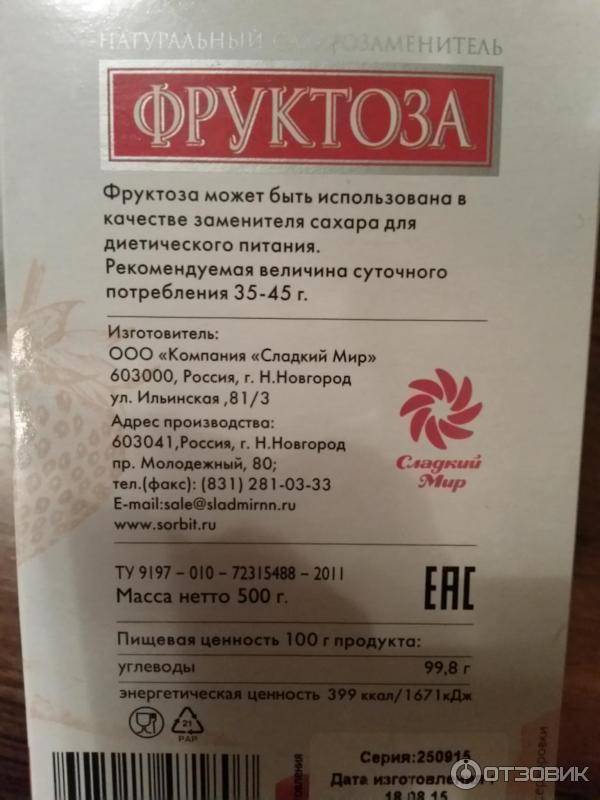 НАТУРАЛЬНЫЙ САХАРОЗАМЕНИТЕЛЬ
ФРУКТОЗА
Фруктоза может быть использована в
качестве заменителя сахара для
диетического питания.
Рекомендуемая величина суточного
потребления 35-45 г.
Изготовитель:
ООО «Компания «Сладкий Мир»
603000, Россия, г. Н.Новгород
ул. Ильинская ,81/3
Адрес производства:
603041,Россия, г. Н.Новгород
пр. Молодежный, 80;
тел.(факс): (831) 281-03-33
E-mail:sale@sladmirnn.ru
www.sorbit.ru
Сладкий
Мир
ТУ 9197 – 010 – 72315488 – 2011
Масса нетто 500 г.
EAC
Пищевая ценность 100 г продукта:
углеводы 99,8 г
энергетическая ценность 399 ккал/1671кДж
21
PAP
Серия:250915
Дата изготовления
18.08.15
ОТЗОВИК